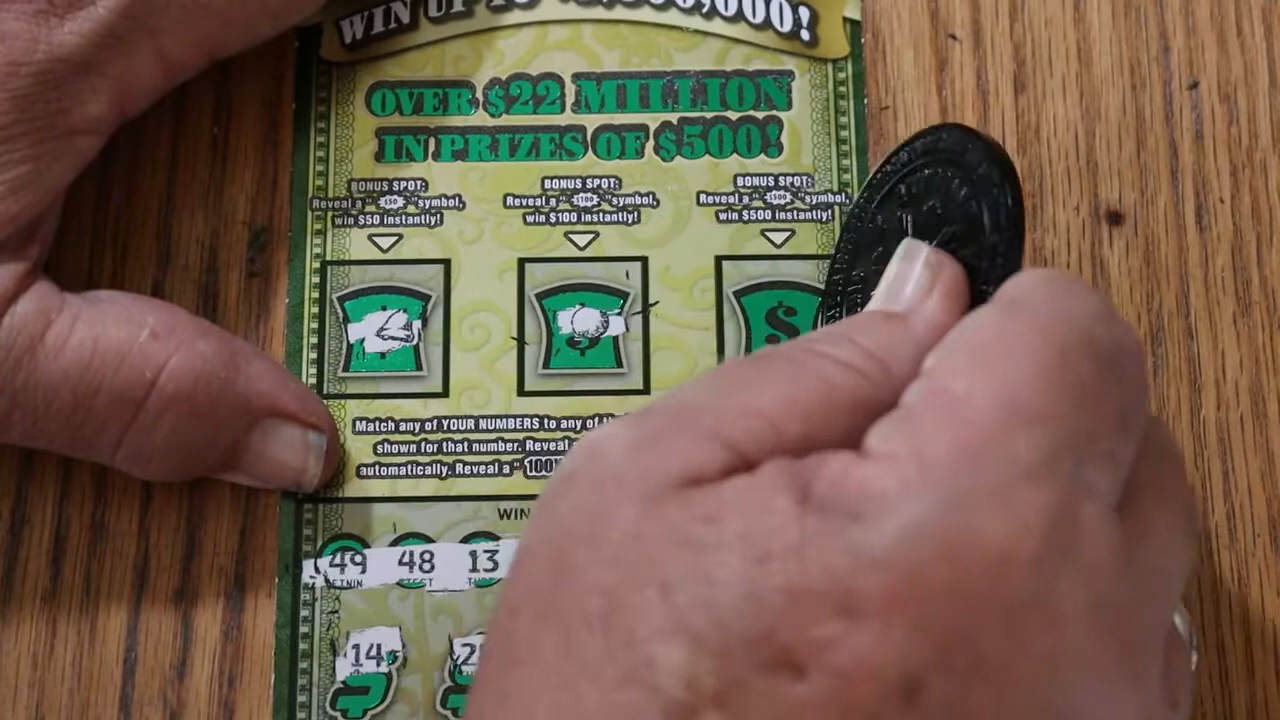 WIN UP TO
OVER $22 MILLION
IN PRIZES OF $500!
BONUS SPOT:
Reveal a "$50" symbol,
win $50 instantly!
BONUS SPOT:
Reveal a "$100" symbol,
win $100 instantly!
BONUS SPOT:
Reveal a "$500" symbol,
win $500 instantly!
$
Match any of YOUR NUMBERS to any of
shown for that number. Reveal
automatically. Reveal a "100X
WIN
49 48 13
14